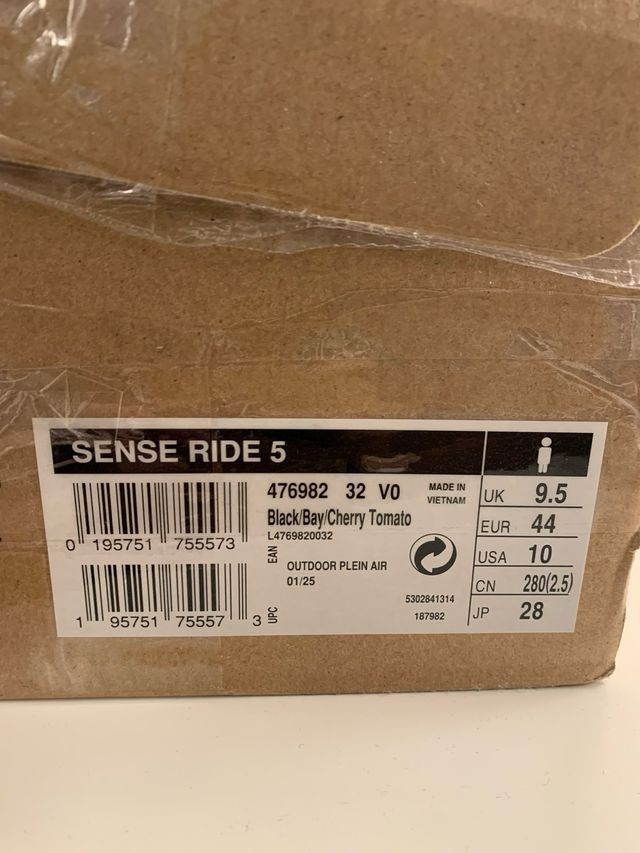 SENSE RIDE 5
0 195751 755573
EAN
1 95751 75557 3
UPC
476982 32 V0
Black/Bay/Cherry Tomato
L4769820032
OUTDOOR PLEIN AIR
01/25
MADE IN
VIETNAM
5302841314
187982
UK 9.5
EUR 44
USA 10
CN 280(2.5)
JP 28